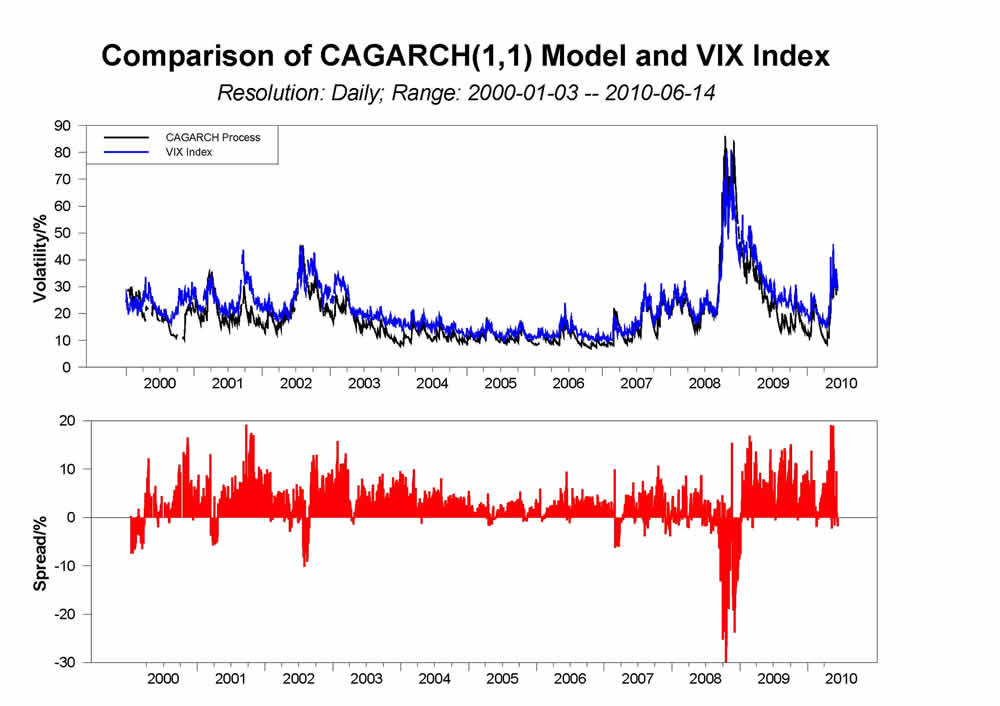 Comparison of CAGARCH(1,1) Model and VIX Index
Resolution: Daily; Range: 2000-01-03 -- 2010-06-14
CAGARCH Process
VIX Index
Volatility/%
90
80
70
60
50
40
30
20
10
0
2000 2001 2002 2003 2004 2005 2006 2007 2008 2009 2010
Spread/%
20
10
0
-10
-20
-30
2000 2001 2002 2003 2004 2005 2006 2007 2008 2009 2010